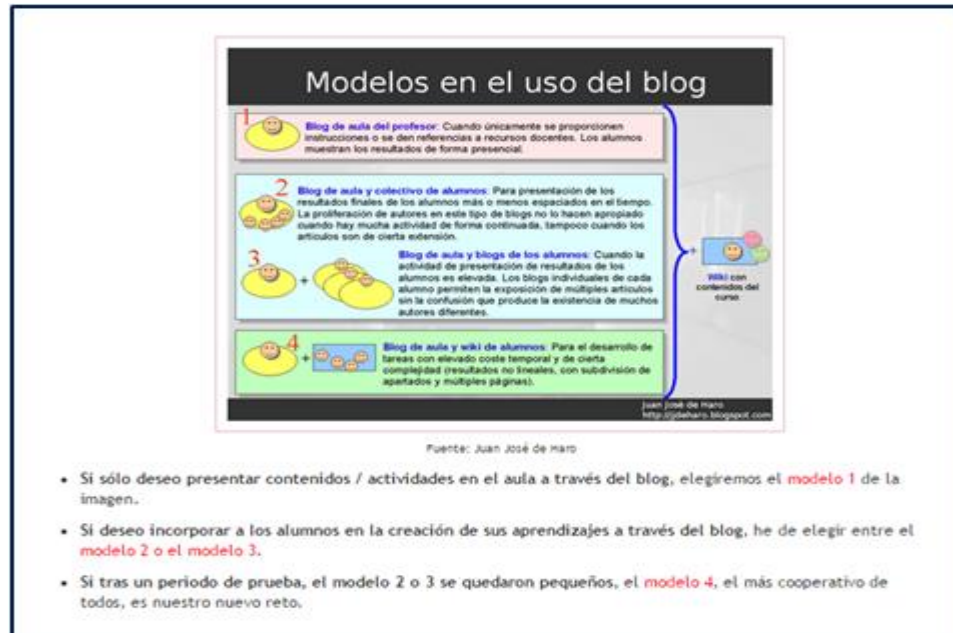 Modelos en el uso del blog
1
Blog de aula del profesor: Cuando únicamente se proporcionen
instrucciones o se den referencias a recursos docentes. Los alumnos
muestran los resultados de forma presencial.
2
Blog de aula y colectivo de alumnos: Para presentación de los
resultados finales de los alumnos más o menos espaciados en el tiempo.
La proliferación de autores en este tipo de blogs no lo hacen apropiado
cuando hay mucha actividad de forma continuada, tampoco cuando los
artículos son de cierta extensión.
3
+
Blog de aula y blogs de los alumnos: Cuando la
actividad de presentación de resultados de los
alumnos es elevada. Los blogs individuales de cada
alumno permiten la exposición de múltiples artículos
sin la confusión que produce la existencia de muchos
autores diferentes.
4
+
Blog de aula y wiki de alumnos: Para el desarrollo de
tareas con elevado coste temporal y de cierta
complejidad (resultados no lineales, con subdivisión de
apartados y múltiples páginas).
+
Wiki con
contenidos del
curso
Juan José de Haro
http://jjdeharo.blogspot.com
Fuente: Juan José de Haro
• Si sólo deseo presentar contenidos / actividades en el aula a través del blog, elegiremos el modelo 1 de la
imagen.
• Si deseo incorporar a los alumnos en la creación de sus aprendizajes a través del blog, he de elegir entre el
modelo 2 o el modelo 3.
• Si tras un periodo de prueba, el modelo 2 o 3 se quedaron pequeños, el modelo 4, el más cooperativo de
todos, es nuestro nuevo reto.